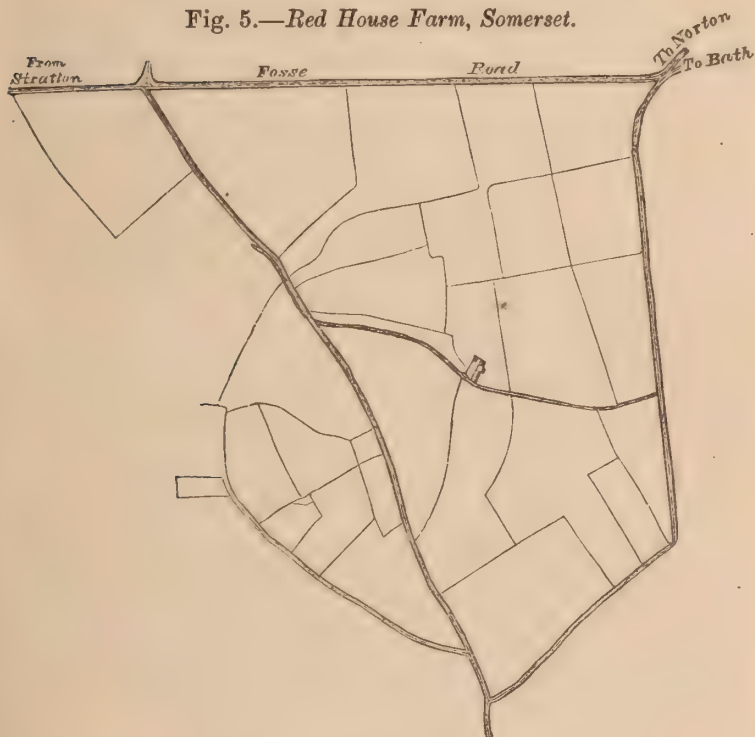 Fig. 5.—Red House Farm, Somerset.
From
Stratton
Fosse Road
To Norton
To Bath